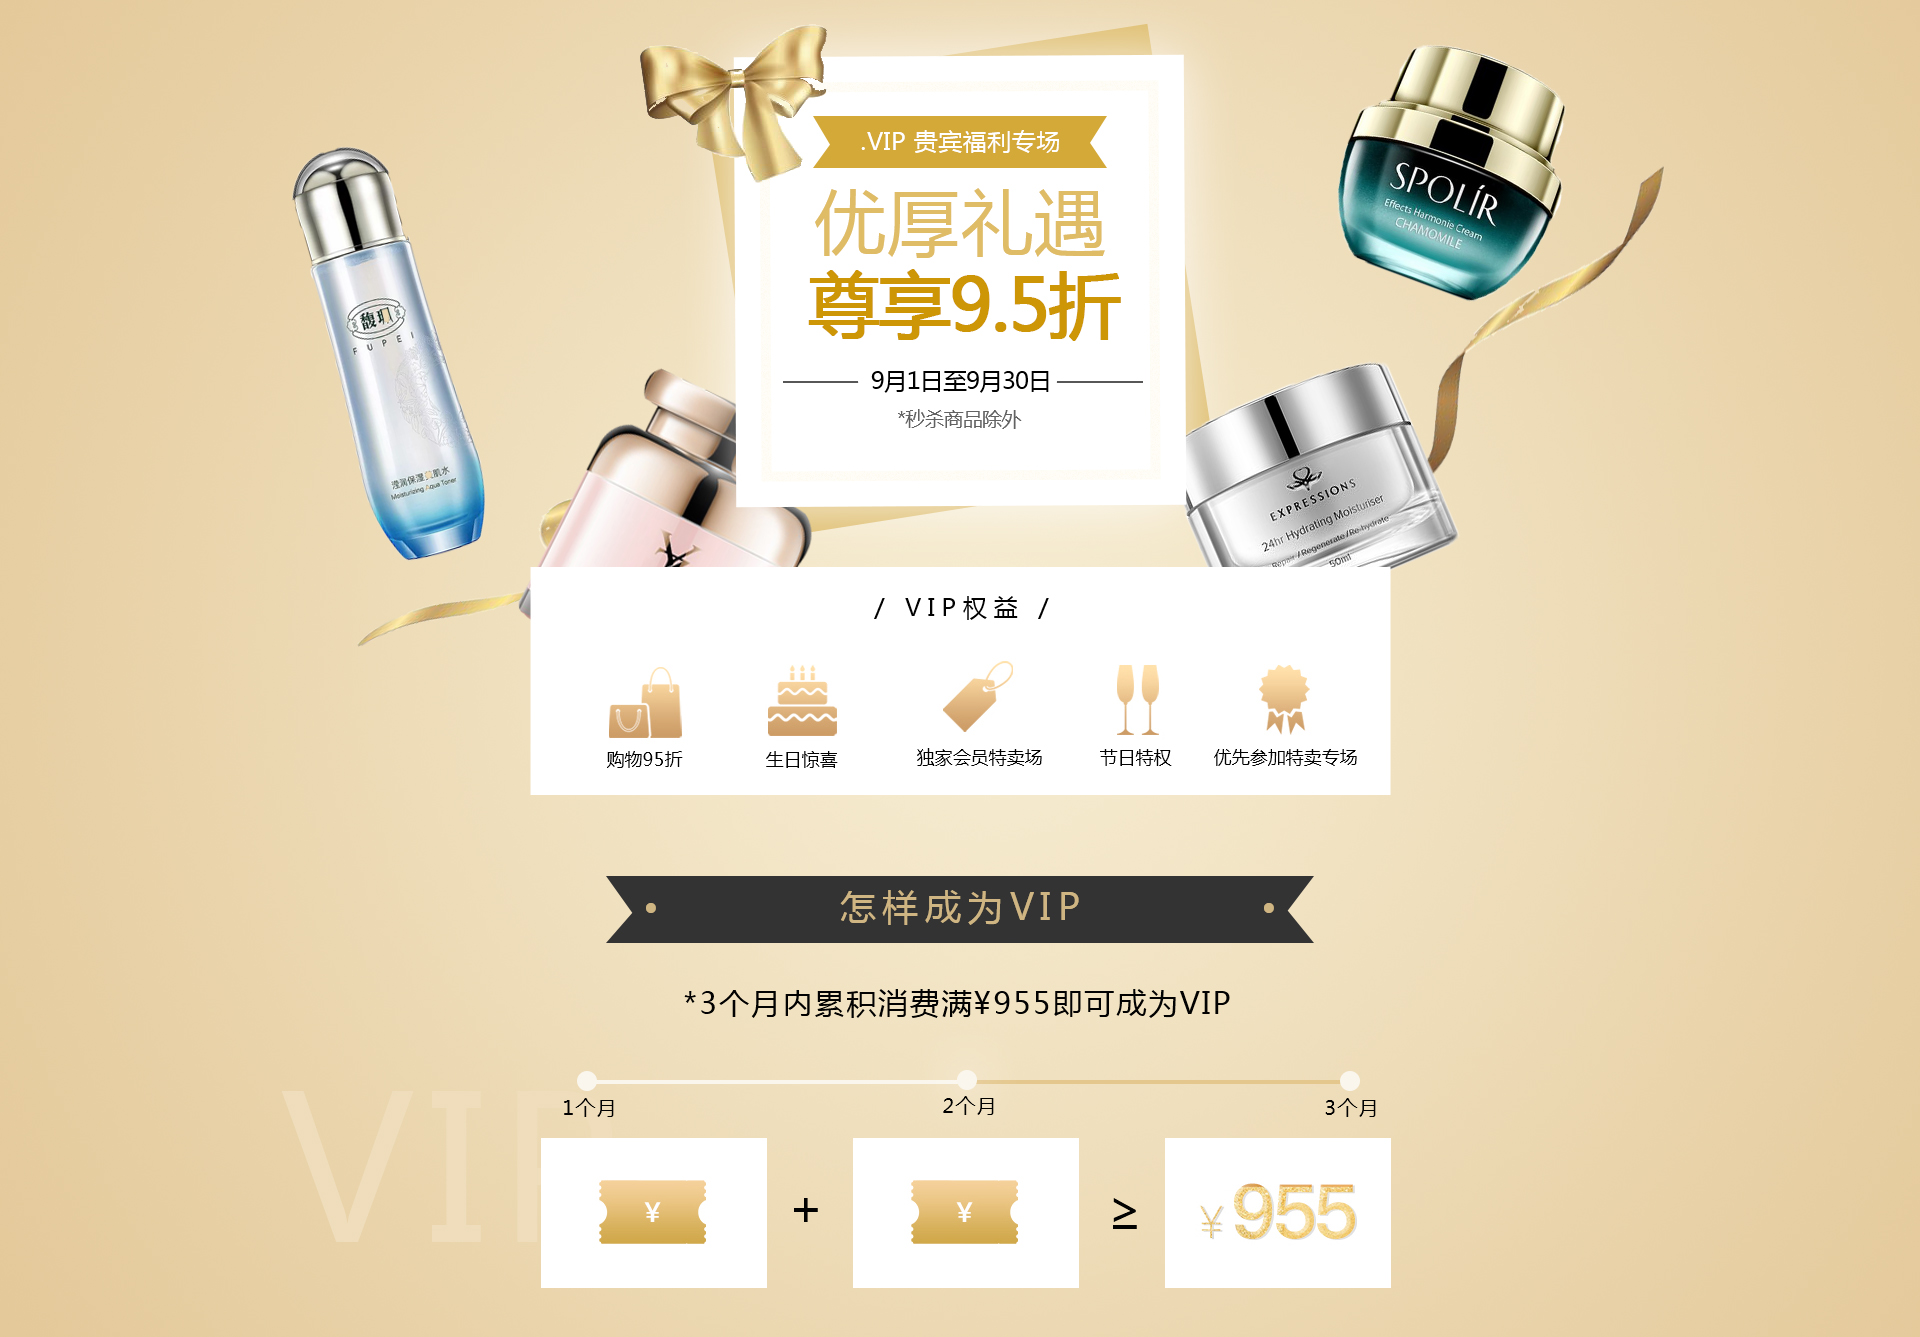 .VIP 贵宾福利专场
优厚礼遇
尊享9.5折
9月1日至9月30日
*秒杀商品除外
SPOLÍR
Effects Harmonie Cream
CHAMOMILE
FUPEI
滢润保湿 肌水
Moisturizing Aqua Toner
EXPRESSIONS
24hr Hydrating Moisturiser
Repair/Regenerate/Re-hydrate
50ml
/ VIP权益 /
购物95折
生日惊喜
独家会员特卖场
节日特权
优先参加特卖专场
怎样成为VIP
*3个月内累积消费满¥955即可成为VIP
1个月
2个月
3个月
VIP
¥
+
¥
≥
¥955